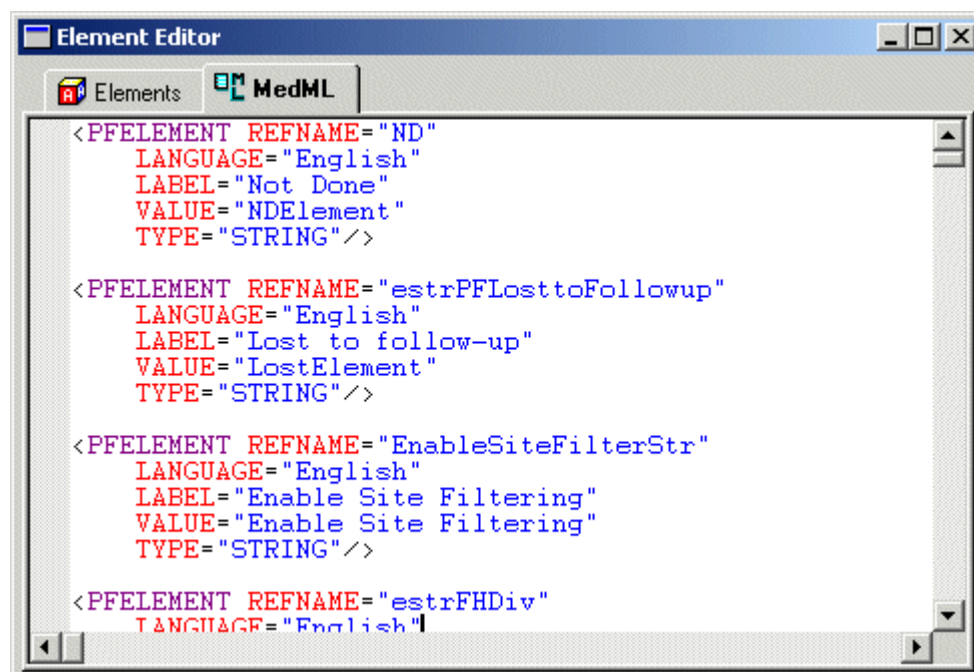 Element Editor
Elements MedML
<PFELEMENT REFNAME="ND"
LANGUAGE="English"
LABEL="Not Done"
VALUE="NDElement"
TYPE="STRING"/>
<PFELEMENT REFNAME="estrPFLosttoFollowup"
LANGUAGE="English"
LABEL="Lost to follow-up"
VALUE="LostElement"
TYPE="STRING"/>
<PFELEMENT REFNAME="EnableSiteFilterStr"
LANGUAGE="English"
LABEL="Enable Site Filtering"
VALUE="Enable Site Filtering"
TYPE="STRING"/>
<PFELEMENT REFNAME="estrFHDiv"
LANGUAGE="English"